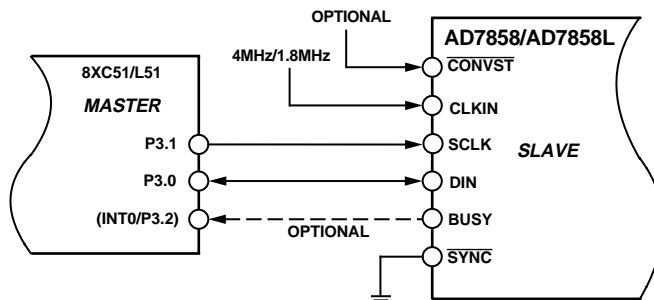 OPTIONAL
4MHz/1.8MHz
8XC51/L51
MASTER
P3.1
P3.0
(INT0/P3.2)
OPTIONAL
AD7858/AD7858L
CONVST
CLKIN
SCLK
SLAVE
DIN
BUSY
SYNC